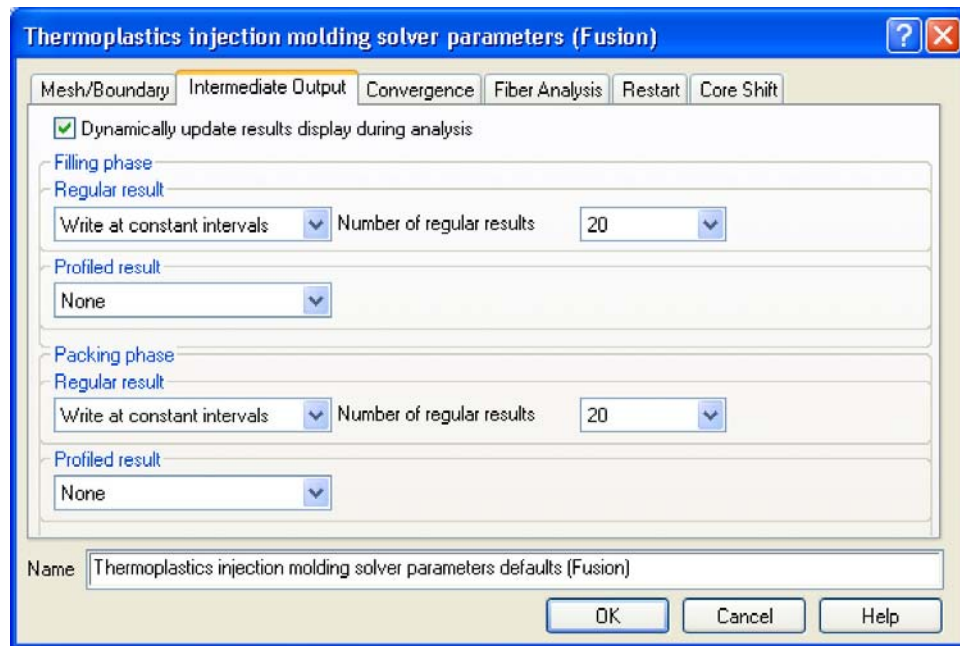 Thermoplastics injection molding solver parameters (Fusion)
Mesh/Boundary Intermediate Output Convergence Fiber Analysis Restart Core Shift
Dynamically update results display during analysis
Filling phase
Regular result
Write at constant intervals Number of regular results 20
Profiled result
None
Packing phase
Regular result
Write at constant intervals Number of regular results 20
Profiled result
None
Name Thermoplastics injection molding solver parameters defaults (Fusion)
OK Cancel Help